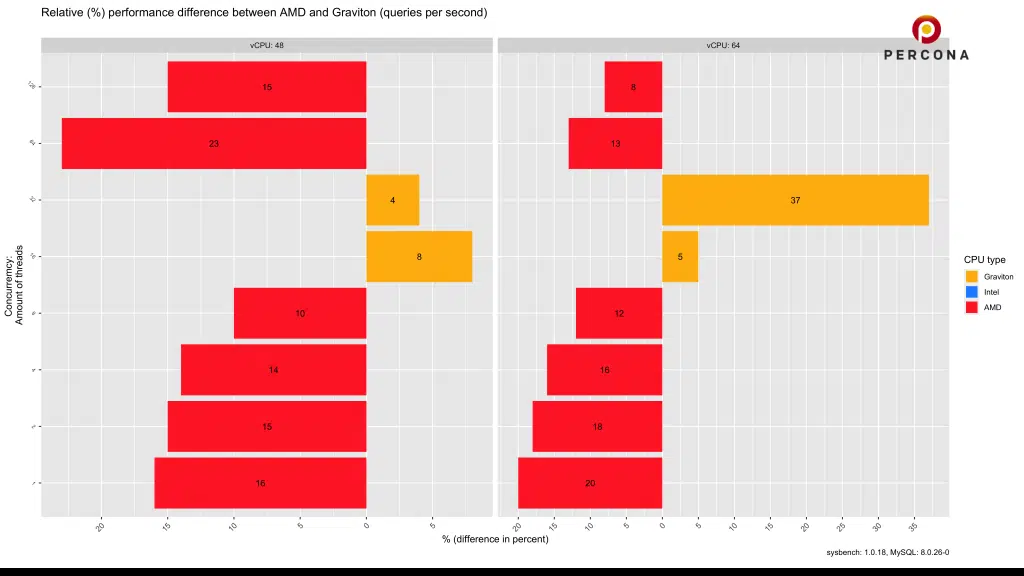 Relative (%) performance difference between AMD and Graviton (queries per second)
PERCONA
vCPU: 48
vCPU: 64
15
23
4
8
10
14
15
16
8
13
37
5
12
16
18
20
Concurremcy:
Amount of threads
20 15 10 5 0 5
20 15 10 5 0 5 10 15 20 25 30 35
% (difference in percent)
CPU type
Graviton
Intel
AMD
sysbench: 1.0.18, MySQL: 8.0.26-0